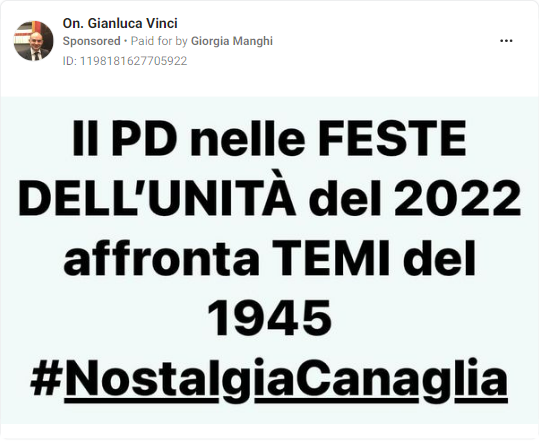 On. Gianluca Vinci
Sponsored • Paid for by Giorgia Manghi
ID: 1198181627705922
Il PD nelle FESTE
DELL'UNITÀ del 2022
affronta TEMI del
1945
#NostalgiaCanaglia